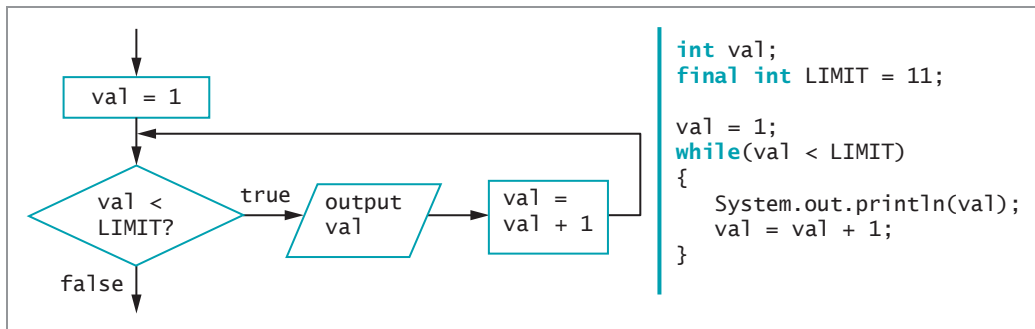 val = 1
val <
LIMIT?
true
false
output
val
val =
val + 1
int val;
final int LIMIT = 11;
val = 1;
while(val < LIMIT)
{
   System.out.println(val);
   val = val + 1;
}